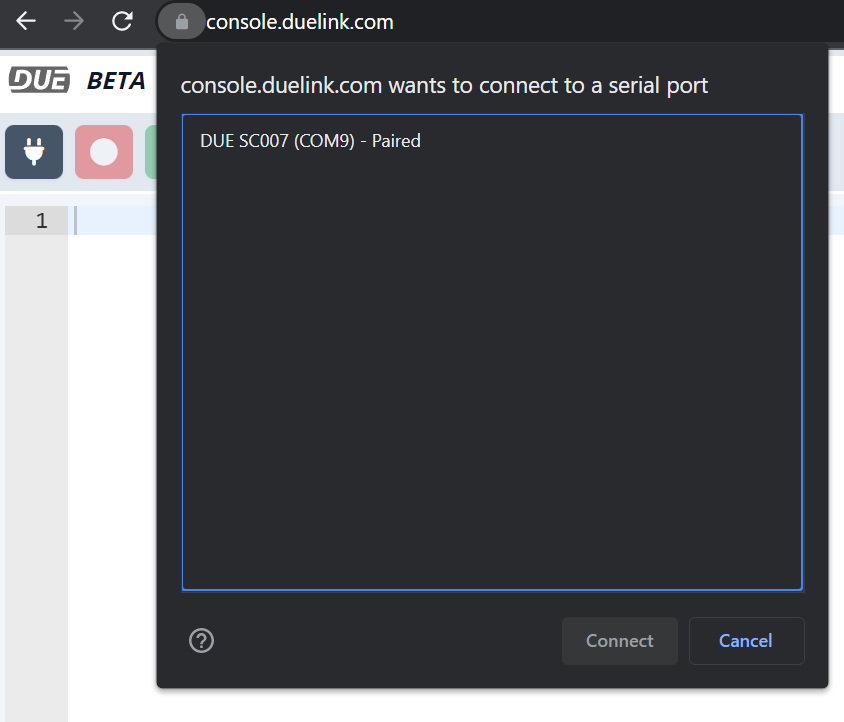 console.duelink.com
DUE BETA
console.duelink.com wants to connect to a serial port
DUE SC007 (COM9) - Paired
1
?
Connect Cancel